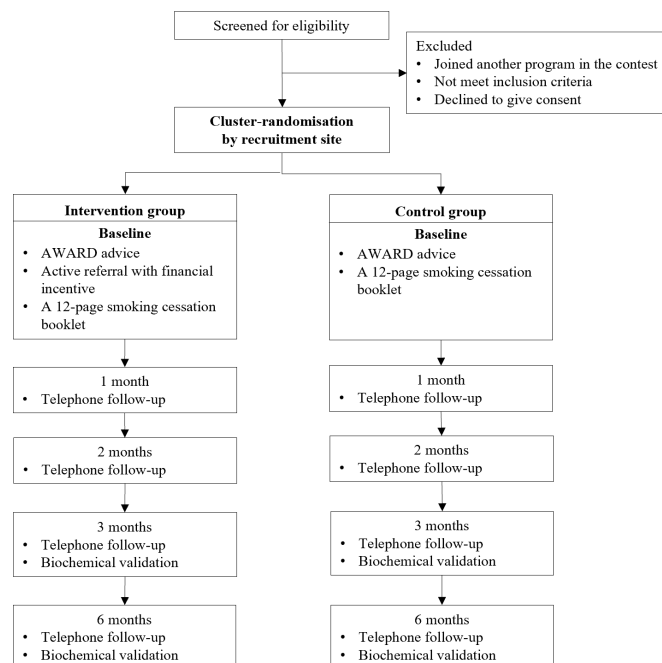 Screened for eligibility
Excluded
• Joined another program in the contest
• Not meet inclusion criteria
• Declined to give consent
Cluster-randomisation
by recruitment site
Intervention group
Baseline
• AWARD advice
• Active referral with financial
incentive
• A 12-page smoking cessation
booklet
Control group
Baseline
• AWARD advice
• A 12-page smoking cessation
booklet
1 month
• Telephone follow-up
1 month
• Telephone follow-up
2 months
• Telephone follow-up
2 months
• Telephone follow-up
3 months
• Telephone follow-up
• Biochemical validation
3 months
• Telephone follow-up
• Biochemical validation
6 months
• Telephone follow-up
• Biochemical validation
6 months
• Telephone follow-up
• Biochemical validation